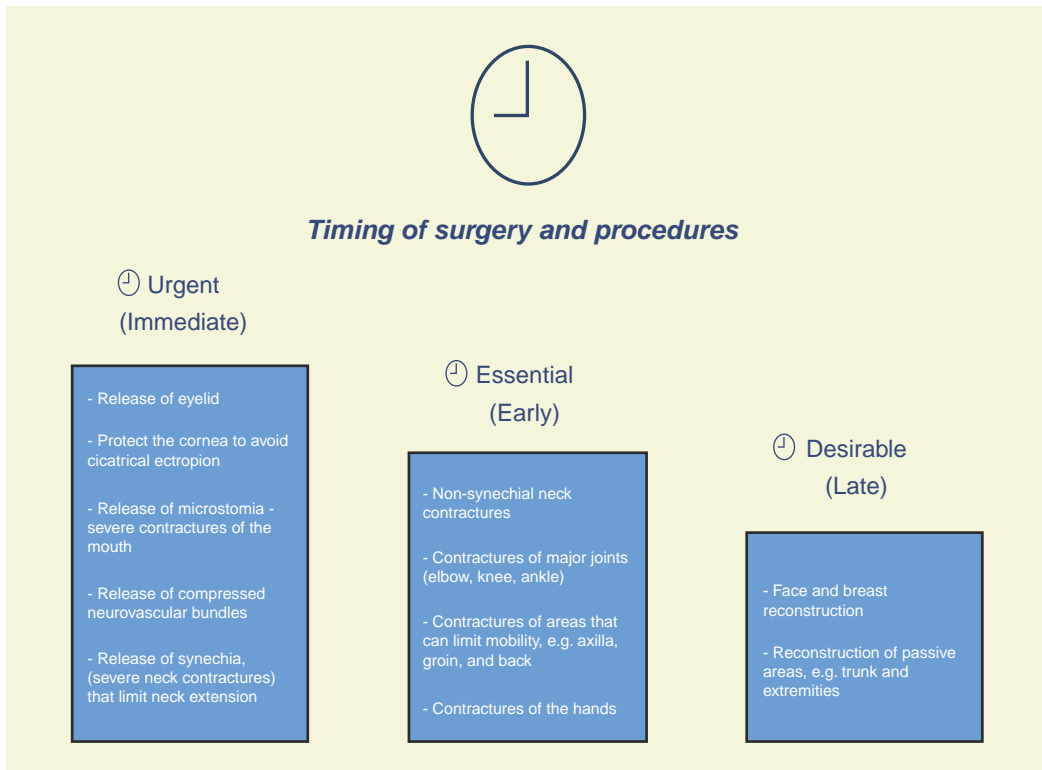 Timing of surgery and procedures
Urgent
(Immediate)
- Release of eyelid
- Protect the cornea to avoid
cicatrical ectropion
- Release of microstomia -
severe contractures of the
mouth
- Release of compressed
neurovascular bundles
- Release of synechia,
(severe neck contractures)
that limit neck extension
Essential
(Early)
- Non-synechial neck
contractures
- Contractures of major joints
(elbow, knee, ankle)
- Contractures of areas that
can limit mobility, e.g. axilla,
groin, and back
- Contractures of the hands
Desirable
(Late)
- Face and breast
reconstruction
- Reconstruction of passive
areas, e.g. trunk and
extremities